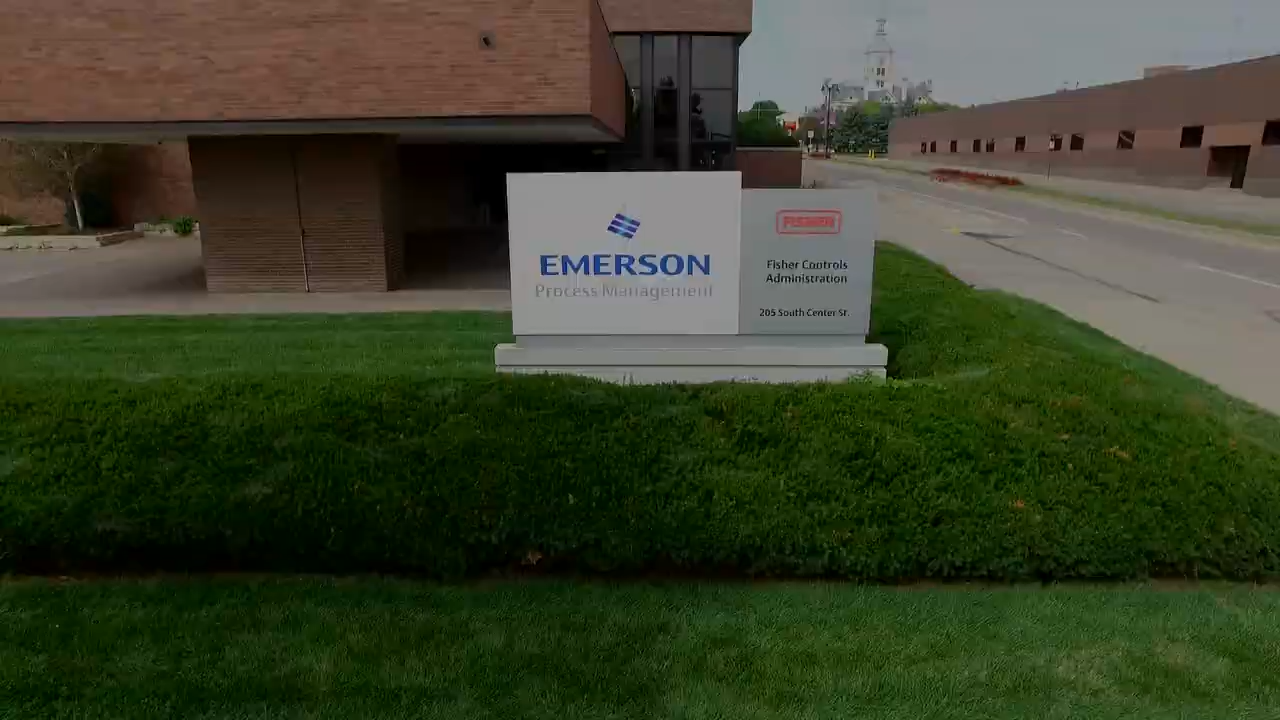 EMERSON
Process Management
FISHER
Fisher Controls
Administration
205 South Center St.